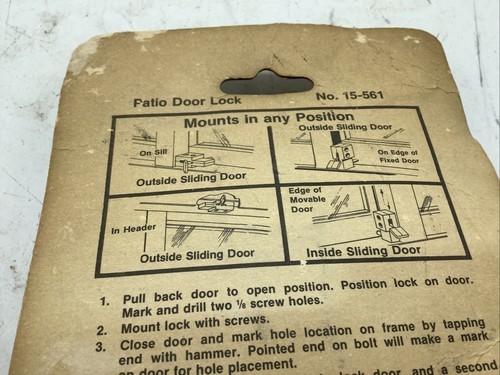 Patio Door Lock No. 15-561
Mounts in any Position
On Sill
Outside Sliding Door
Outside Sliding Door
On Edge of
Fixed Door
In Header
Outside Sliding Door
Edge of
Movable
Door
Inside Sliding Door
1. Pull back door to open position. Position lock on door.
Mark and drill two ⅛ screw holes.
2. Mount lock with screws.
3. Close door and mark hole location on frame by tapping
end with hammer. Pointed end on bolt will make a mark
on door for hole placement.
lock door, and a second